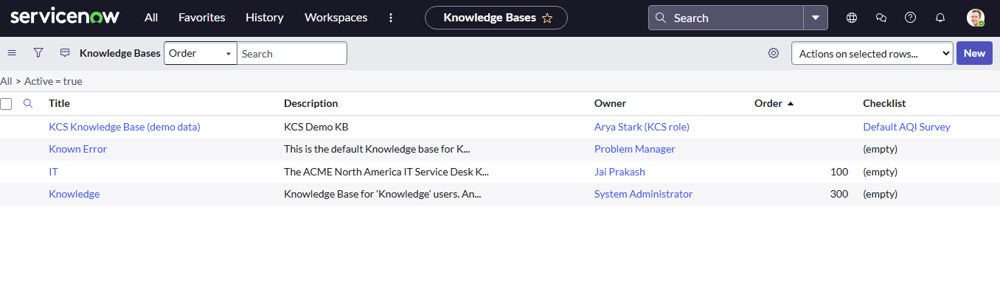 servicenow All Favorites History Workspaces Knowledge Bases Search
Knowledge Bases Order Search Actions on selected rows... New
All > Active = true
Title Description Owner Order Checklist
KCS Knowledge Base (demo data) KCS Demo KB Arya Stark (KCS role) Default AQI Survey
Known Error This is the default Knowledge base for K... Problem Manager (empty)
IT The ACME North America IT Service Desk K... Jai Prakash 100 (empty)
Knowledge Knowledge Base for 'Knowledge' users. An... System Administrator 300 (empty)